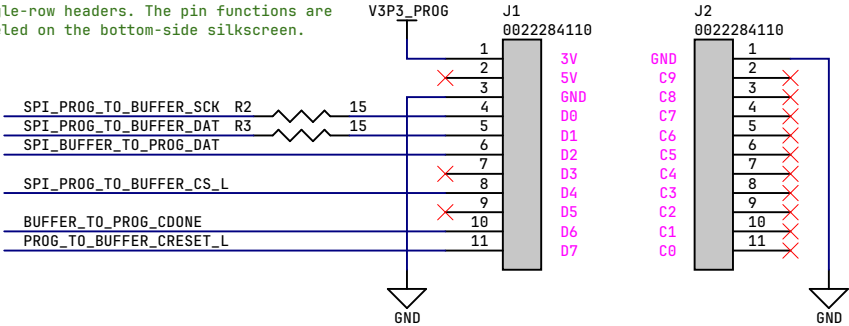 gle-row headers. The pin functions are
led on the bottom-side silkscreen.
V3P3_PROG
J1
0022284110
J2
0022284110
1 3V
2 5V
3 GND
SPI_PROG_TO_BUFFER_SCK R2 15 4 D0
SPI_PROG_TO_BUFFER_DAT R3 15 5 D1
SPI_BUFFER_TO_PROG_DAT 6 D2
7 D3
SPI_PROG_TO_BUFFER_CS_L 8 D4
9 D5
BUFFER_TO_PROG_CDONE 10 D6
PROG_TO_BUFFER_CRESET_L 11 D7
GND
GND 1
C9 2
C8 3
C7 4
C6 5
C5 6
C4 7
C3 8
C2 9
C1 10
C0 11
GND